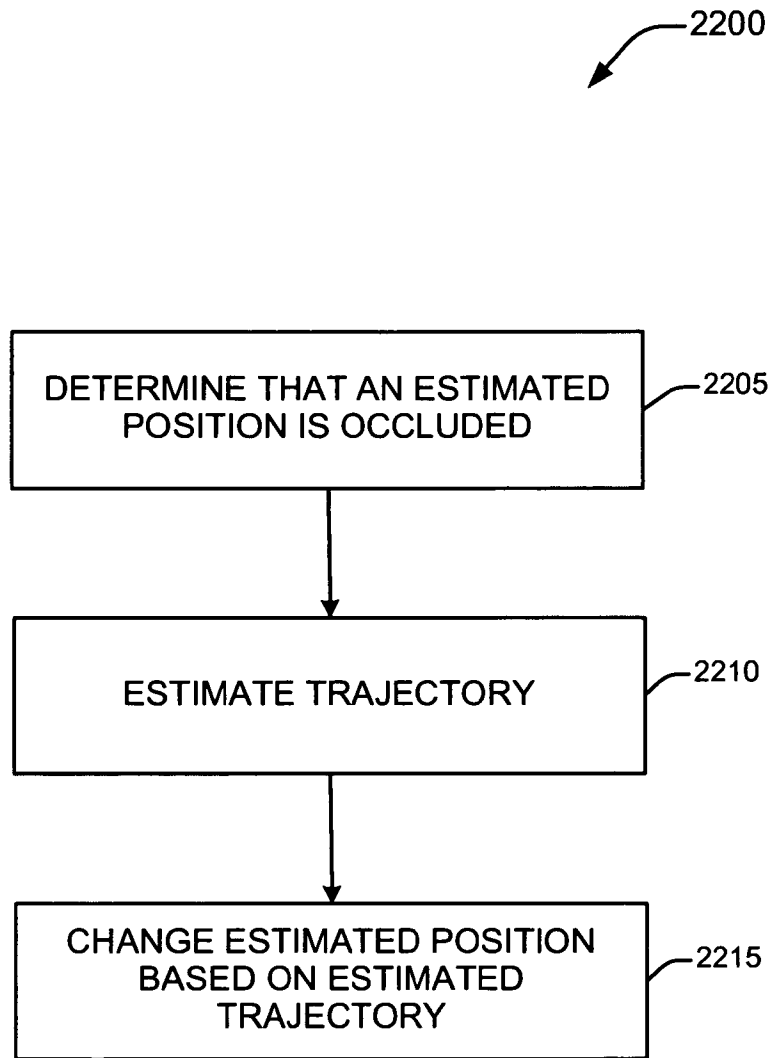 2200
DETERMINE THAT AN ESTIMATED
POSITION IS OCCLUDED
2205
ESTIMATE TRAJECTORY
2210
CHANGE ESTIMATED POSITION
BASED ON ESTIMATED
TRAJECTORY
2215